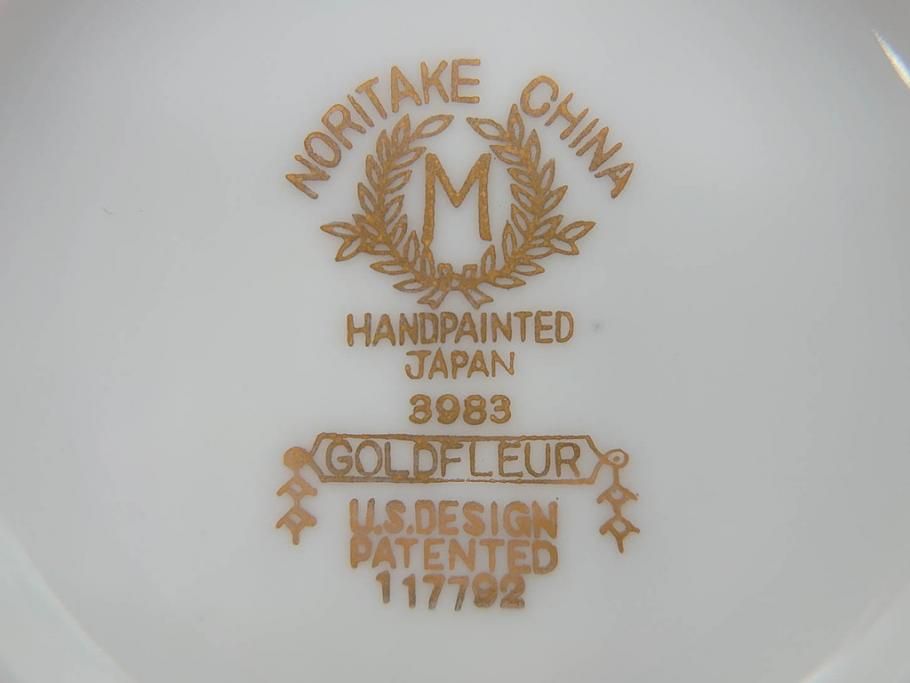 NORITAKE CHINA
M
HANDPAINTED
JAPAN
3983
GOLDFLEUR
U.S.DESIGN
PATENTED
117792